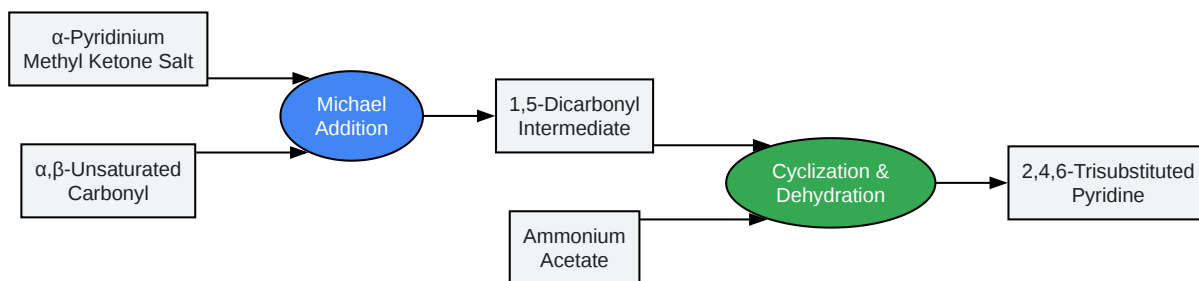 α-Pyridinium
Methyl Ketone Salt
α,β-Unsaturated
Carbonyl
Michael
Addition
1,5-Dicarbonyl
Intermediate
Ammonium
Acetate
Cyclization &
Dehydration
2,4,6-Trisubstituted
Pyridine